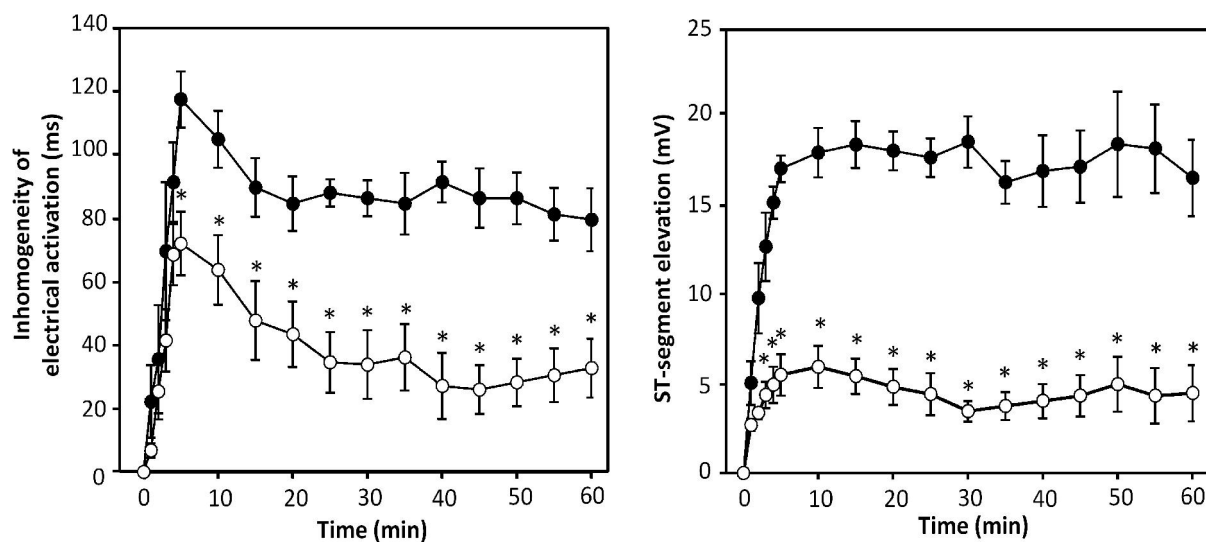 Inhomogeneity of
electrical activation (ms)
140
120
100
80
60
40
20
0
* * * * * * * * * * * * *
0 10 20 30 40 50 60
Time (min)
ST-segment elevation (mV)
25
20
15
10
5
0
* * * * * * * * * * * * * *
0 10 20 30 40 50 60
Time (min)